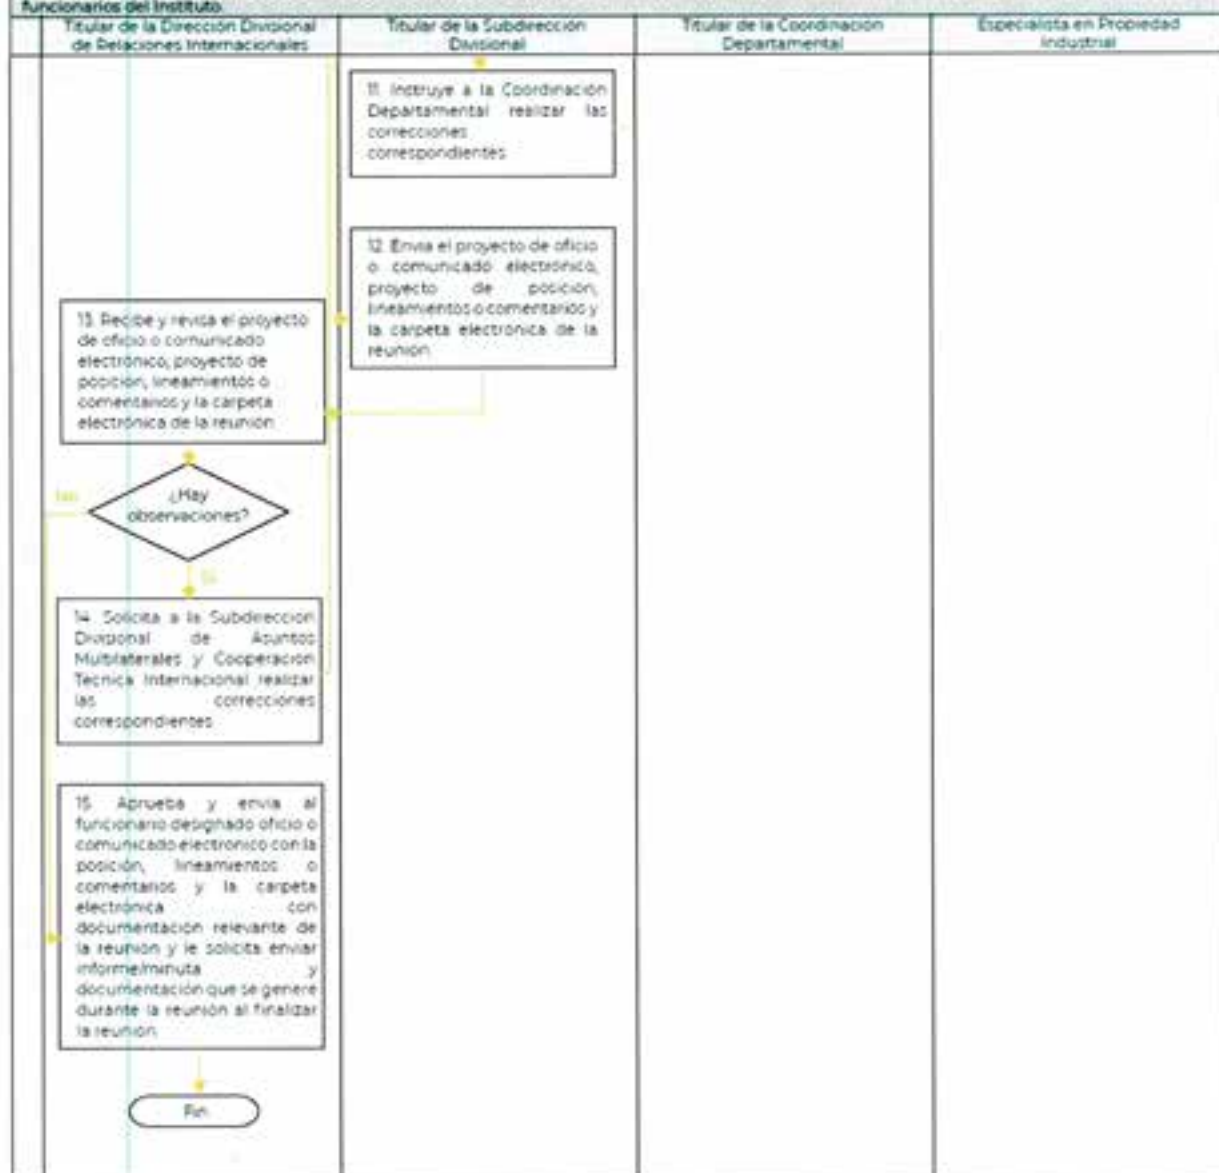 funcionarios del Instituto.
Titular de la Dirección Divisional
de Relaciones Internacionales
Titular de la Subdirección
Divisional
Titular de la Coordinación
Departamental
Especialista en Propiedad
Industrial
11. Instruye a la Coordinación
Departamental realizar las
correcciones
correspondientes
12. Envía el proyecto de oficio
o comunicado electrónico,
proyecto de posición,
lineamientos o comentarios y
la carpeta electrónica de la
reunión
13. Recibe y revisa el proyecto
de oficio o comunicado
electrónico, proyecto de
posición, lineamientos o
comentarios y la carpeta
electrónica de la reunión
¿Hay
observaciones?
No
Sí
14. Solicita a la Subdirección
Divisional de Asuntos
Multilaterales y Cooperación
Técnica Internacional realizar
las correcciones
correspondientes
15. Aprueba y envía al
funcionario designado oficio o
comunicado electrónico con la
posición, lineamientos o
comentarios y la carpeta
electrónica con
documentación relevante de
la reunión y le solicita enviar
informe/minuta y
documentación que se genere
durante la reunión al finalizar
la reunión
Fin